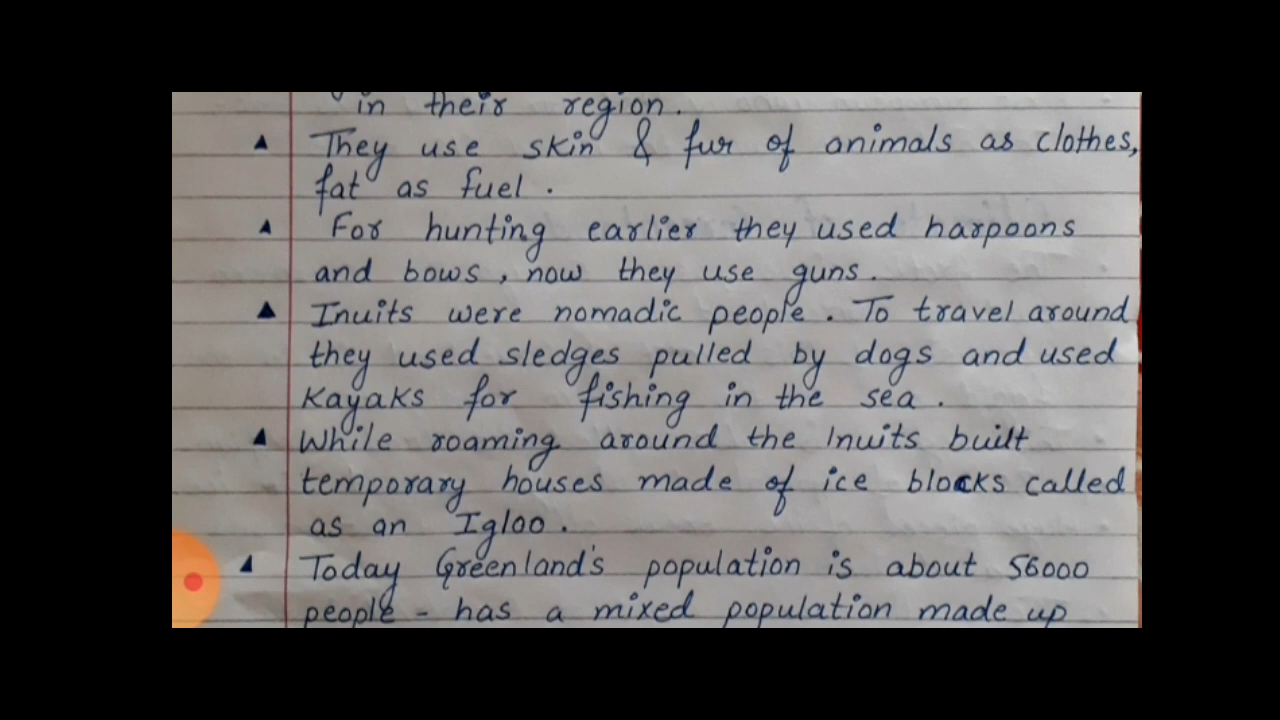 in their region.
They use skin & fur of animals as clothes,
fat as fuel.
For hunting earlier they used harpoons
and bows, now they use guns.
Inuits were nomadic people. To travel around
they used sledges pulled by dogs and used
Kayaks for fishing in the sea.
While roaming around the Inuits built
temporary houses made of ice blocks called
as an Igloo.
Today Greenland's population is about 56000
people - has a mixed population made up